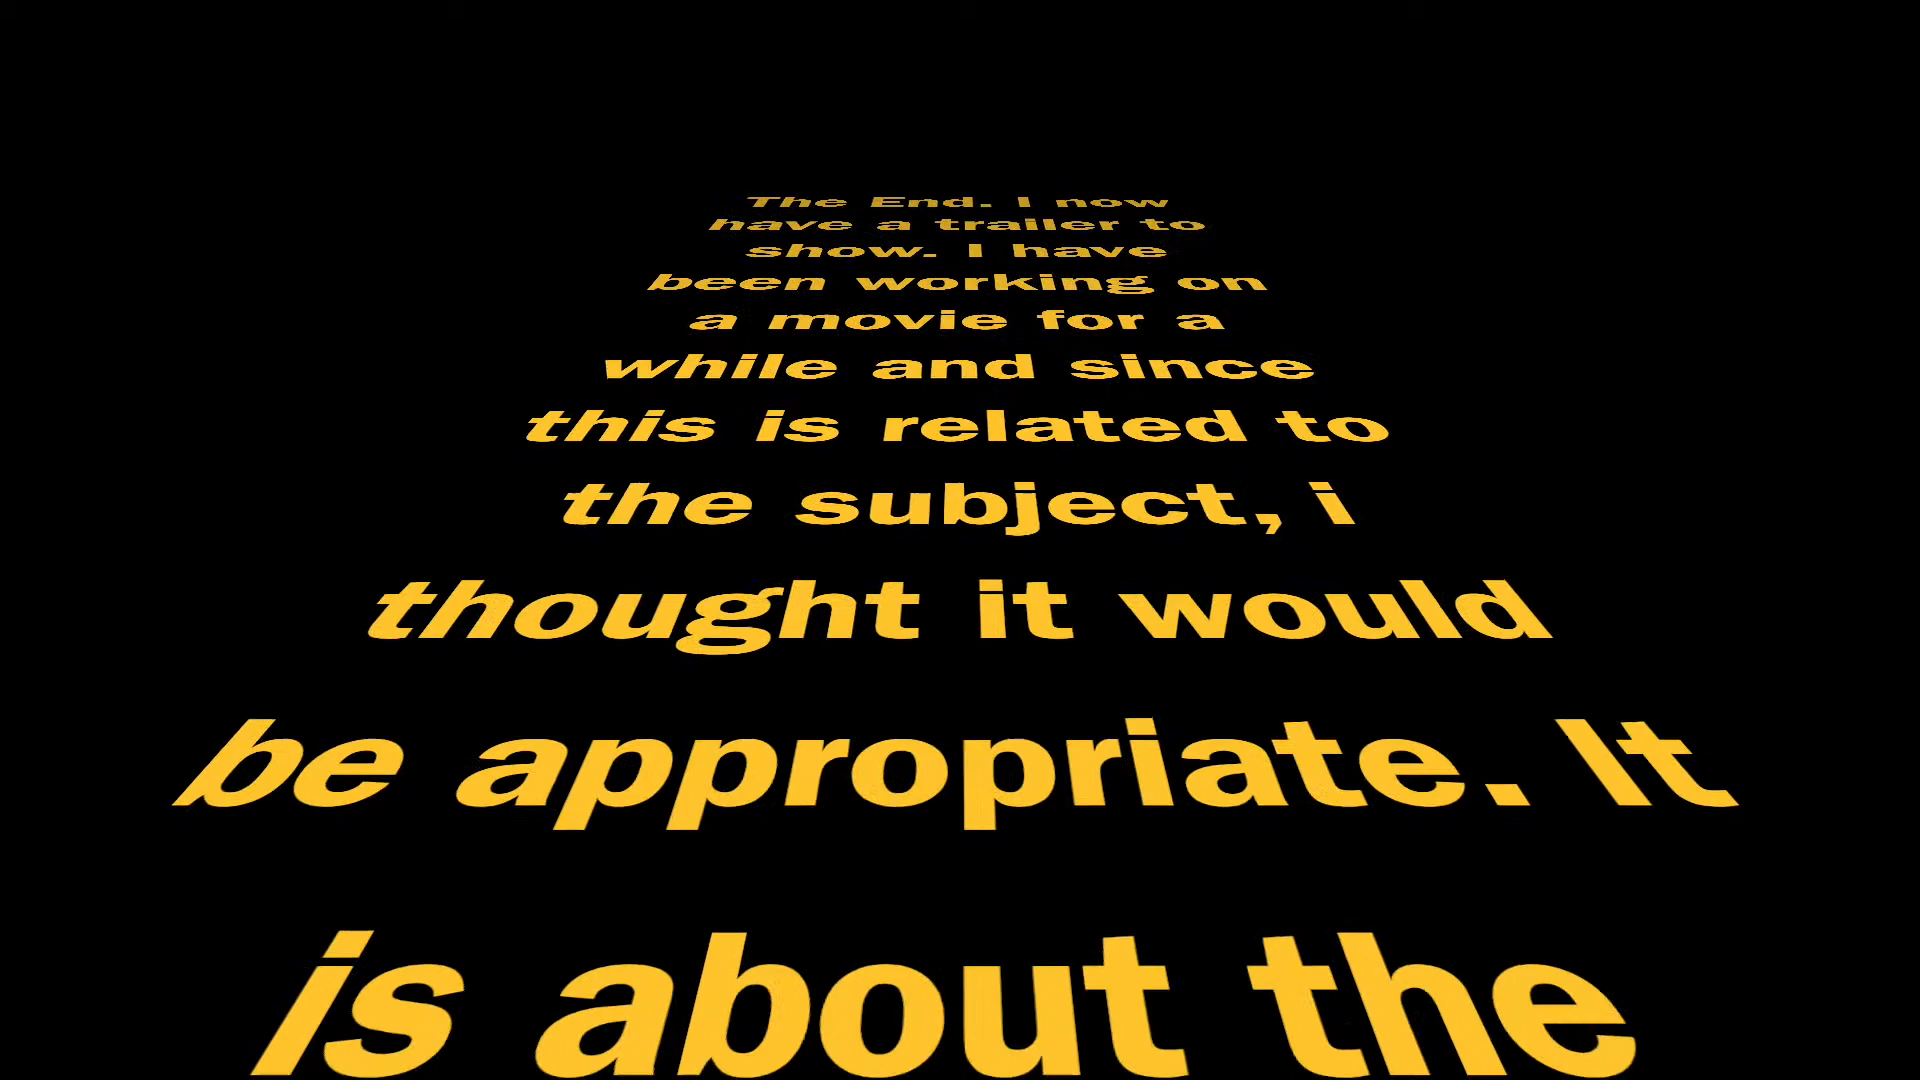 The End. I now
have a trailer to
show. I have
been working on
a movie for a
while and since
this is related to
the subject, i
thought it would
be appropriate. It
is about the